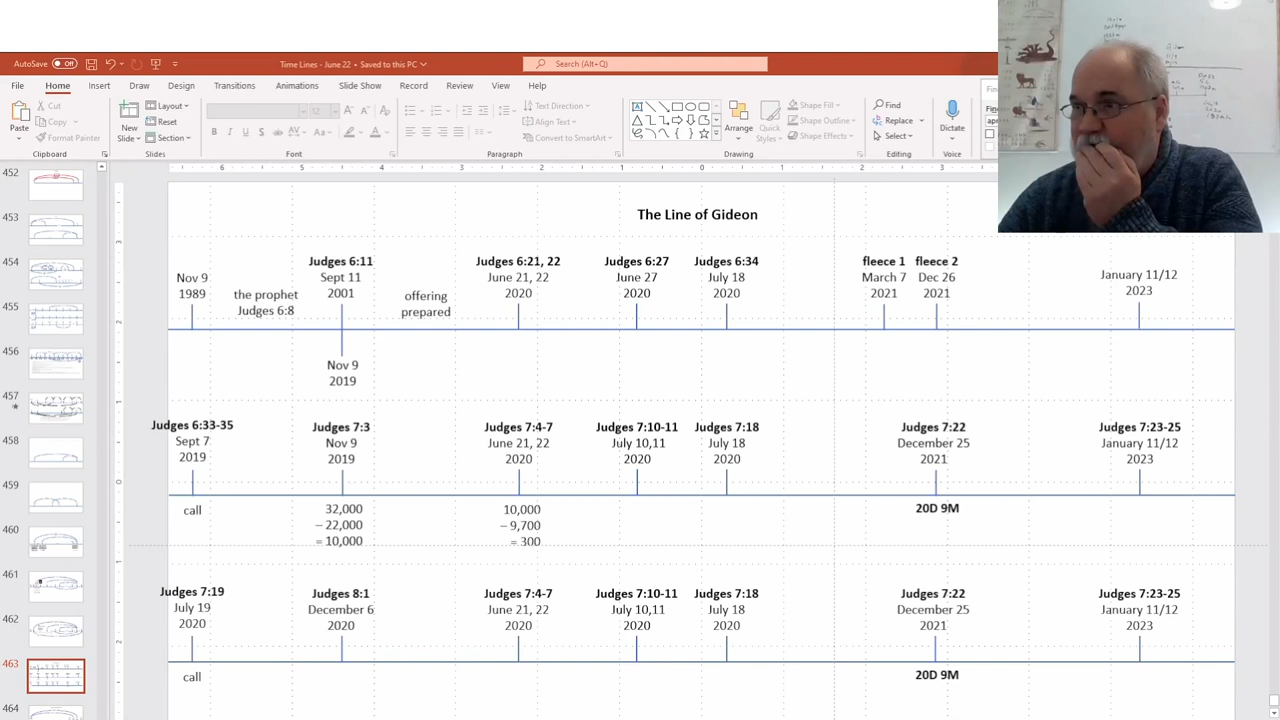 AutoSave Off
Time Lines - June 22 • Saved to this PC
Search (Alt+Q)
File Home Insert Draw Design Transitions Animations Slide Show Record Review View Help
Paste
Cut
Copy
Format Painter
Clipboard
New Slide
Layout
Reset
Section
Slides
12
Font
Text Direction
Align Text
Convert to SmartArt
Paragraph
Arrange
Quick Styles
Shape Fill
Shape Outline
Shape Effects
Drawing
Find
Replace
Select
Editing
Dictate
Voice
452
453
454
455
456
457
458
459
460
461
462
463
464
6 5 4 3 2 1 0 1 2 3
The Line of Gideon
Nov 9
1989
the prophet
Judges 6:8
Judges 6:11
Sept 11
2001
Nov 9
2019
offering
prepared
Judges 6:21, 22
June 21, 22
2020
Judges 6:27
June 27
2020
Judges 6:34
July 18
2020
fleece 1
March 7
2021
fleece 2
Dec 26
2021
January 11/12
2023
Judges 6:33-35
Sept 7
2019
call
Judges 7:3
Nov 9
2019
32,000
– 22,000
= 10,000
Judges 7:4-7
June 21, 22
2020
10,000
– 9,700
= 300
Judges 7:10-11
July 10,11
2020
Judges 7:18
July 18
2020
Judges 7:22
December 25
2021
20D 9M
Judges 7:23-25
January 11/12
2023
Judges 7:19
July 19
2020
call
Judges 8:1
December 6
2020
Judges 7:4-7
June 21, 22
2020
Judges 7:10-11
July 10,11
2020
Judges 7:18
July 18
2020
Judges 7:22
December 25
2021
20D 9M
Judges 7:23-25
January 11/12
2023